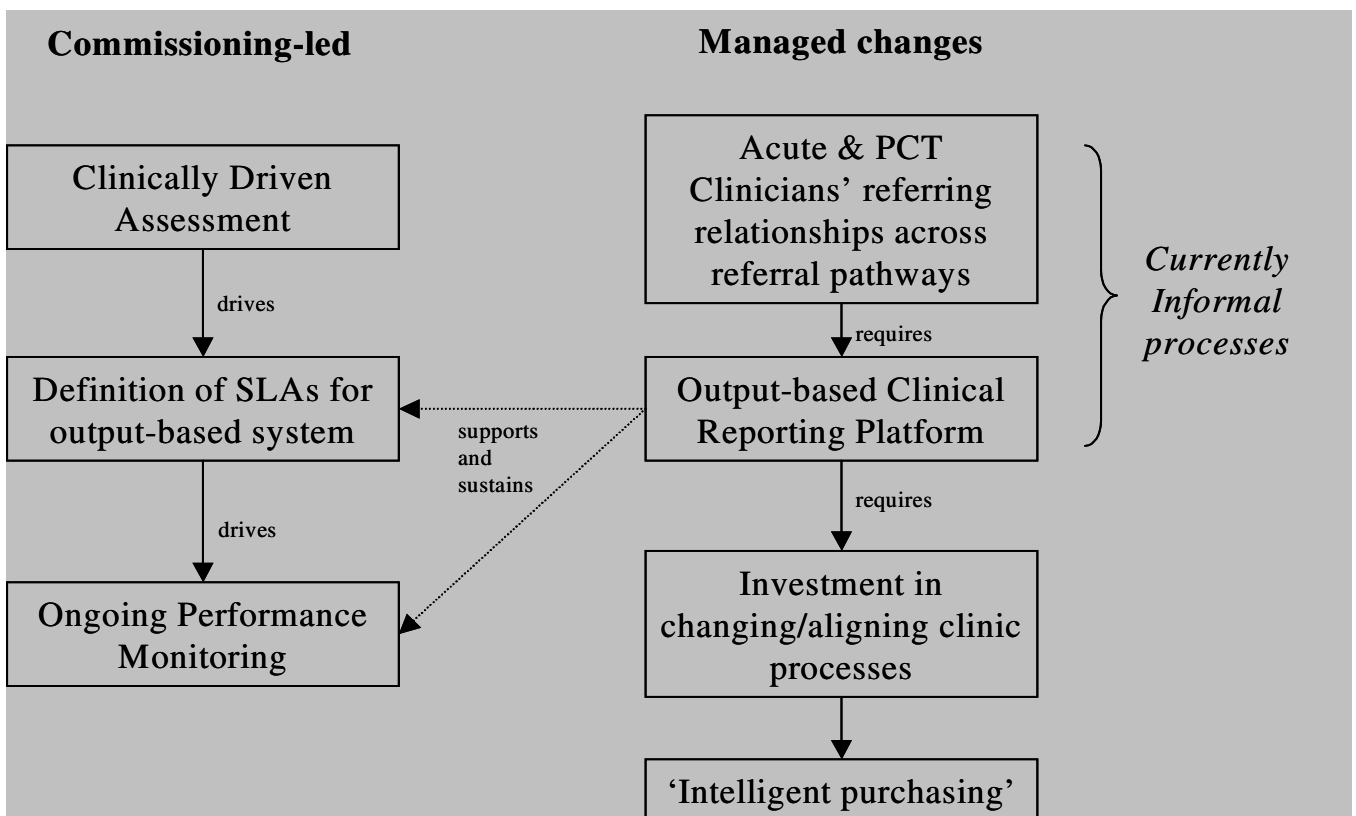 Commissioning-led
Managed changes
Clinically Driven
Assessment
drives
Definition of SLAs for
output-based system
drives
Ongoing Performance
Monitoring
supports
and
sustains
Acute & PCT
Clinicians’ referring
relationships across
referral pathways
requires
Output-based Clinical
Reporting Platform
requires
Investment in
changing/aligning clinic
processes
‘Intelligent purchasing’
Currently
Informal
processes